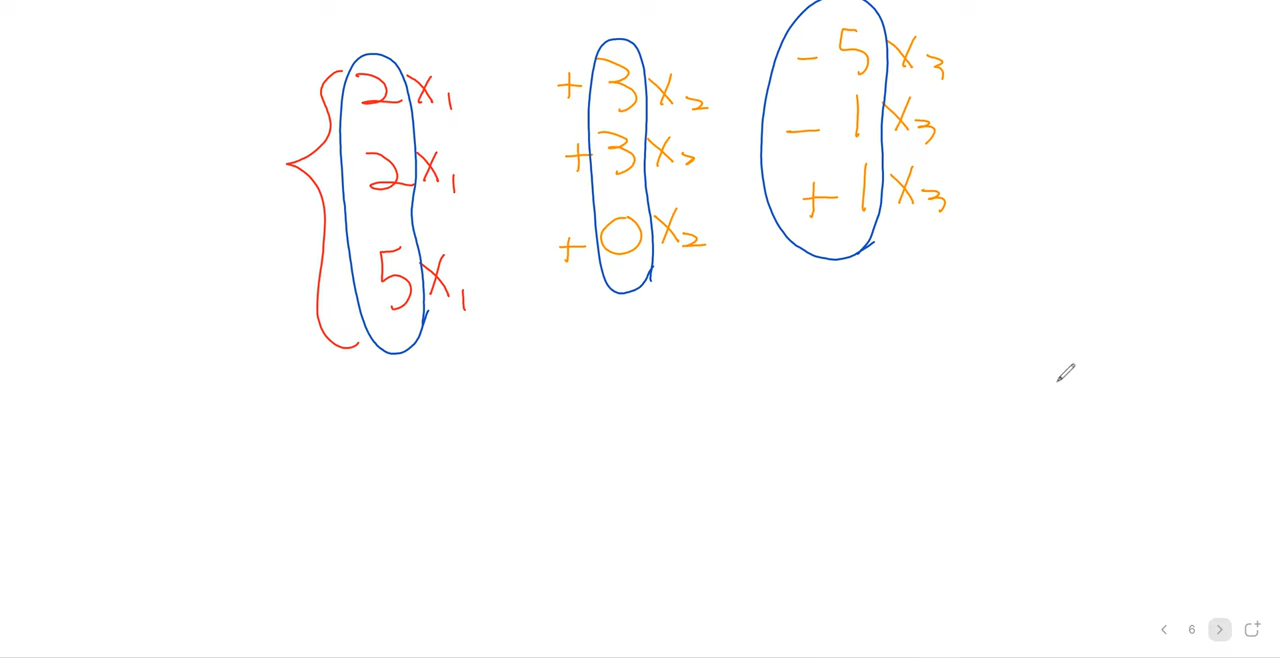 2x₁ + 3x₂ - 5x₃
2x₁ + 3x₂ - 1x₃
5x₁ + 0x₂ + 1x₃
6